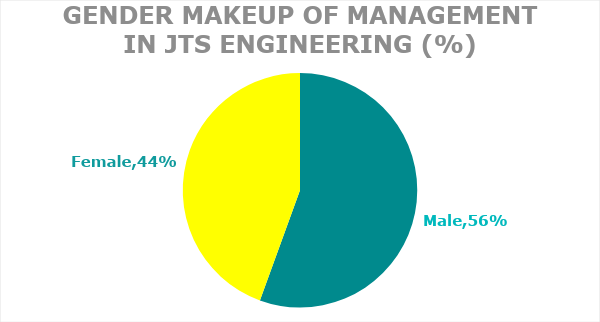 GENDER MAKEUP OF MANAGEMENT
IN JTS ENGINEERING (%)
Female,44%
Male,56%